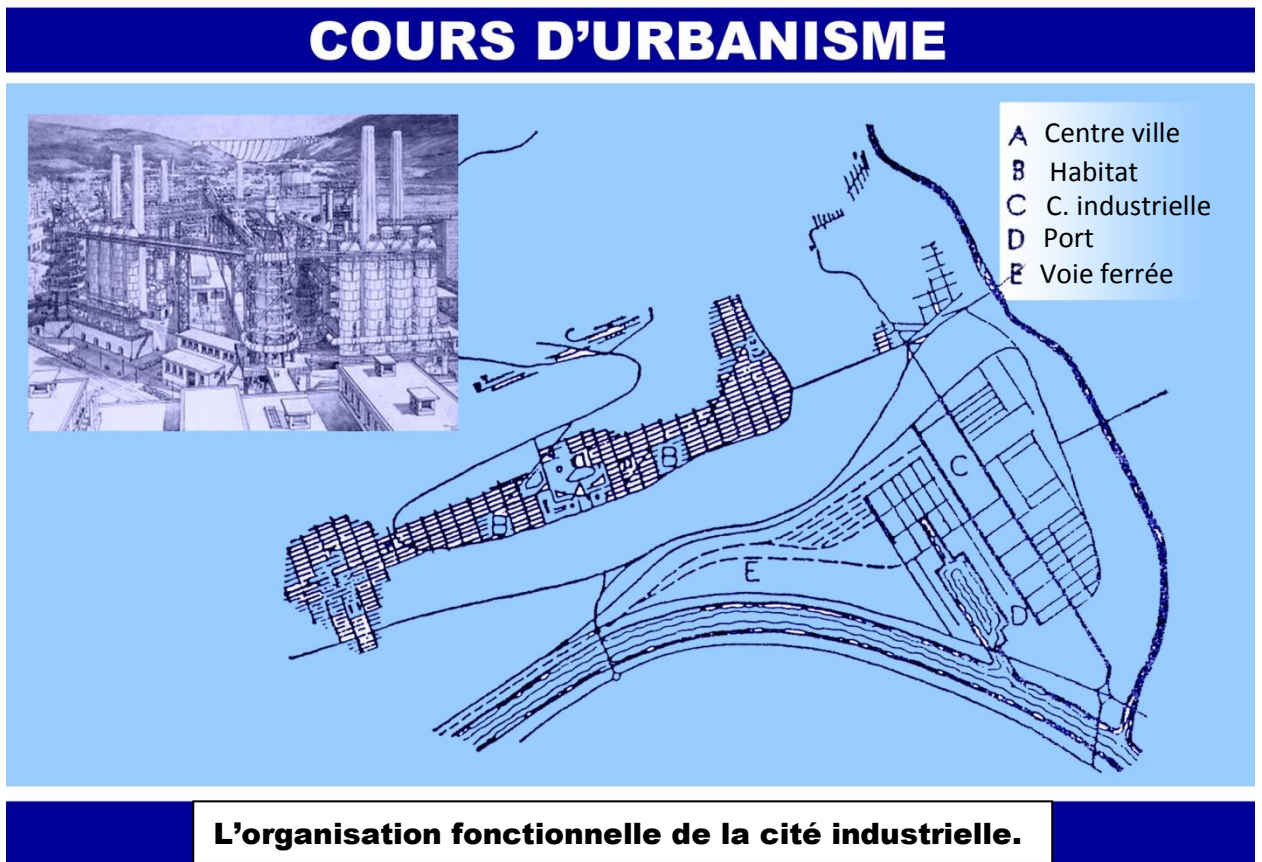 COURS D’URBANISME
A Centre ville
B Habitat
C C. industrielle
D Port
E Voie ferrée
B
B
C
E
D
L’organisation fonctionnelle de la cité industrielle.